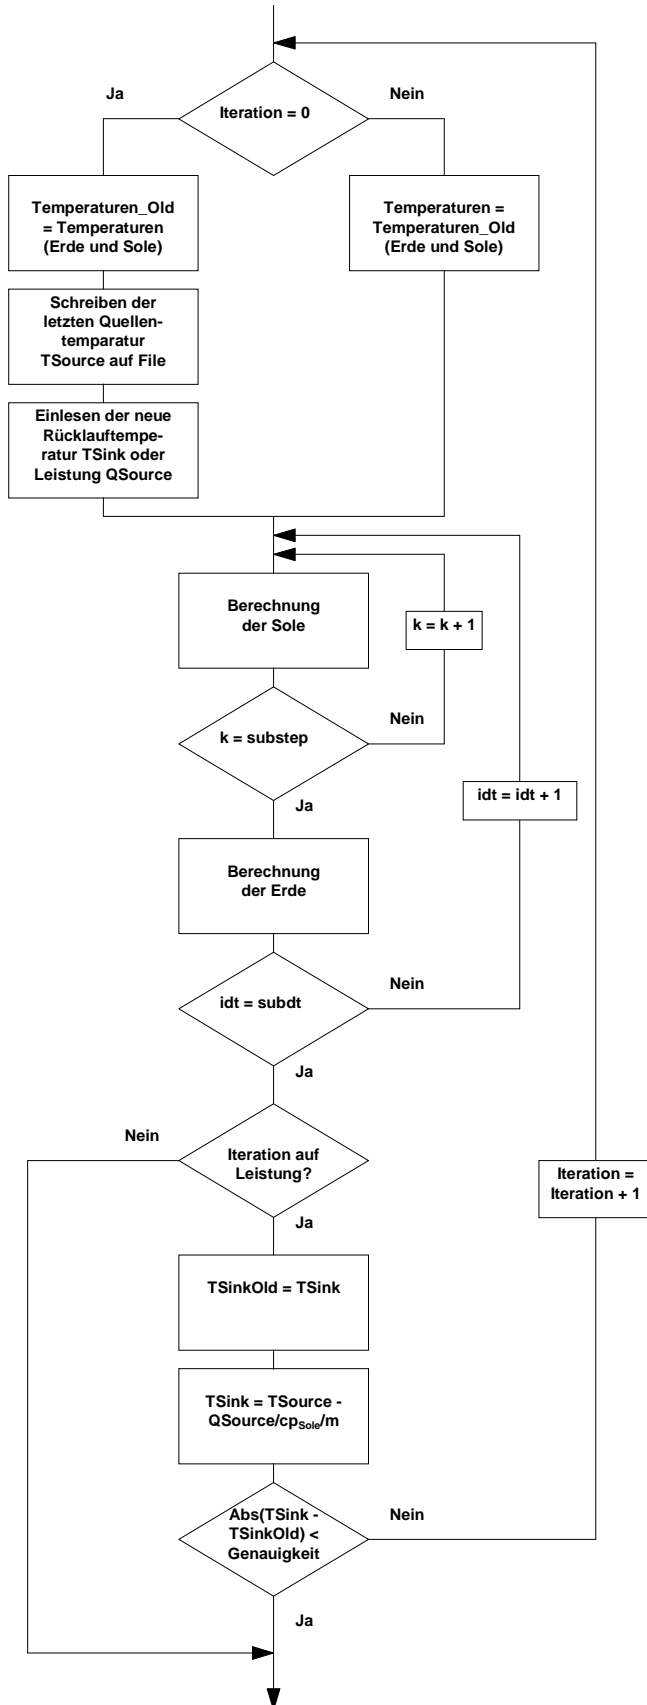 Ja
Nein
Iteration = 0
Temperaturen_Old
= Temperaturen
(Erde und Sole)
Temperaturen =
Temperaturen_Old
(Erde und Sole)
Schreiben der
letzten Quellen-
temparatur
TSource auf File
Einlesen der neue
Rücklauftempe-
ratur TSink oder
Leistung QSource
Berechnung
der Sole
k = k + 1
k = substep
Nein
Ja
idt = idt + 1
Berechnung
der Erde
idt = subdt
Nein
Ja
Nein
Iteration auf
Leistung?
Iteration =
Iteration + 1
Ja
TSinkOld = TSink
TSink = TSource -
QSource/cpSole/m
Abs(TSink -
TSinkOld) <
Genauigkeit
Nein
Ja